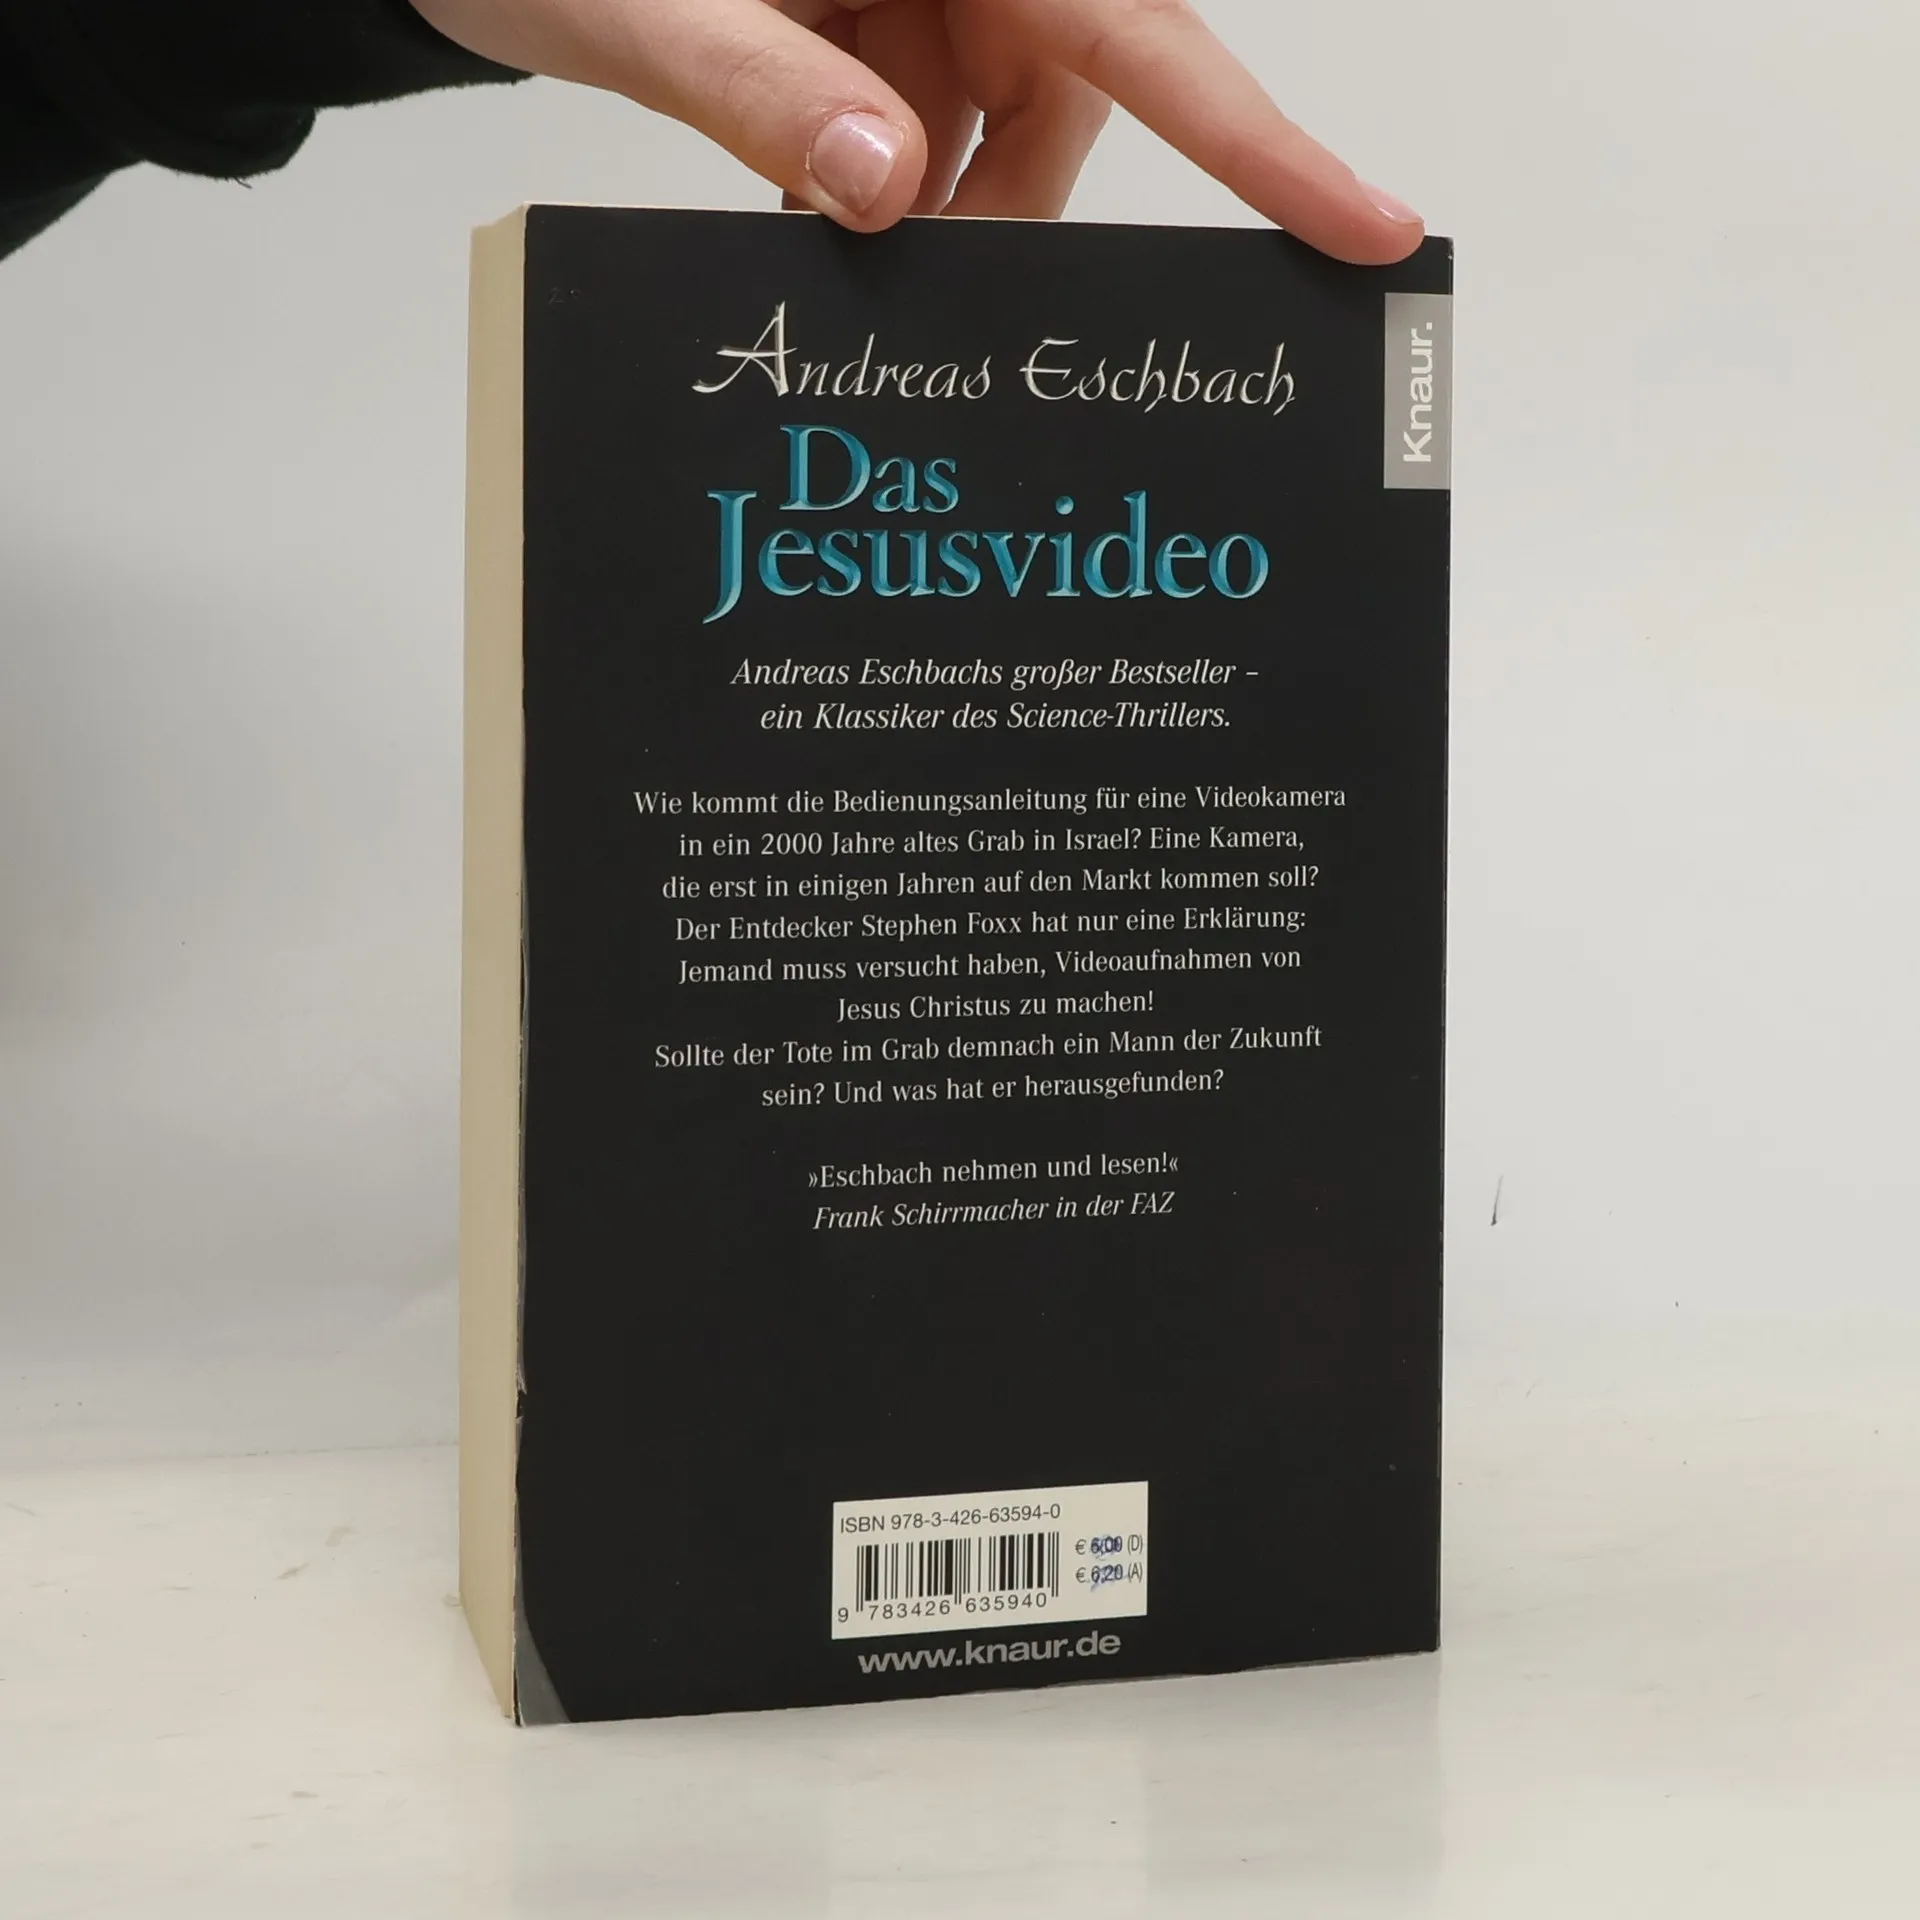 Andreas Eschbach
Knaur.
Das
Jesusvideo
Andreas Eschbachs großer Bestseller –
ein Klassiker des Science-Thrillers.
Wie kommt die Bedienungsanleitung für eine Videokamera
in ein 2000 Jahre altes Grab in Israel? Eine Kamera,
die erst in einigen Jahren auf den Markt kommen soll?
Der Entdecker Stephen Foxx hat nur eine Erklärung:
Jemand muss versucht haben, Videoaufnahmen von
Jesus Christus zu machen!
Sollte der Tote im Grab demnach ein Mann der Zukunft
sein? Und was hat er herausgefunden?
»Eschbach nehmen und lesen!«
Frank Schirrmacher in der FAZ
ISBN 978-3-426-63594-0
€ 6,00 (D)
€ 6,20 (A)
9 783426 635940
www.knaur.de